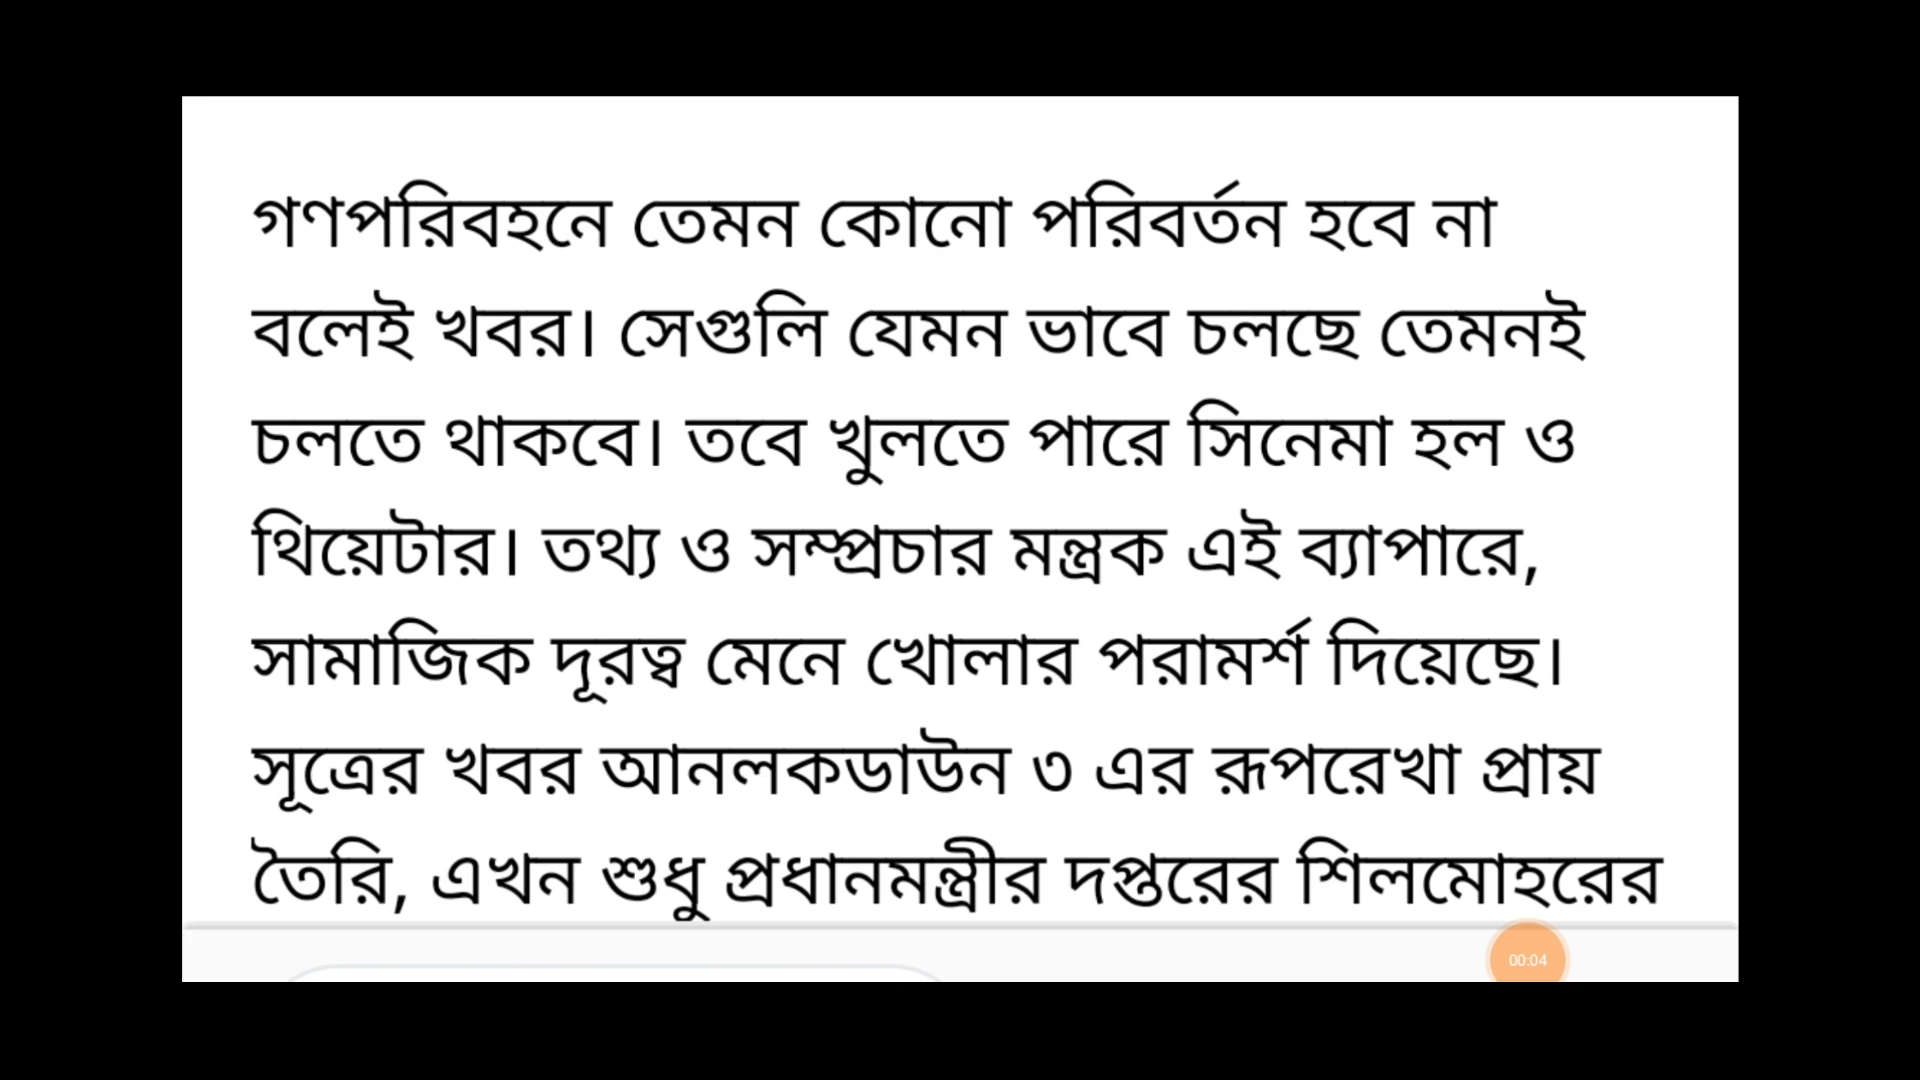 গণপরিবহনে তেমন কোনো পরিবর্তন হবে না
বলেই খবর। সেগুলি যেমন ভাবে চলছে তেমনই
চলতে থাকবে। তবে খুলতে পারে সিনেমা হল ও
থিয়েটার। তথ্য ও সম্প্রচার মন্ত্রক এই ব্যাপারে,
সামাজিক দূরত্ব মেনে খোলার পরামর্শ দিয়েছে।
সূত্রের খবর আনলকডাউন ৩ এর রূপরেখা প্রায়
তৈরি, এখন শুধু প্রধানমন্ত্রীর দপ্তরের শিলমোহরের
00:04